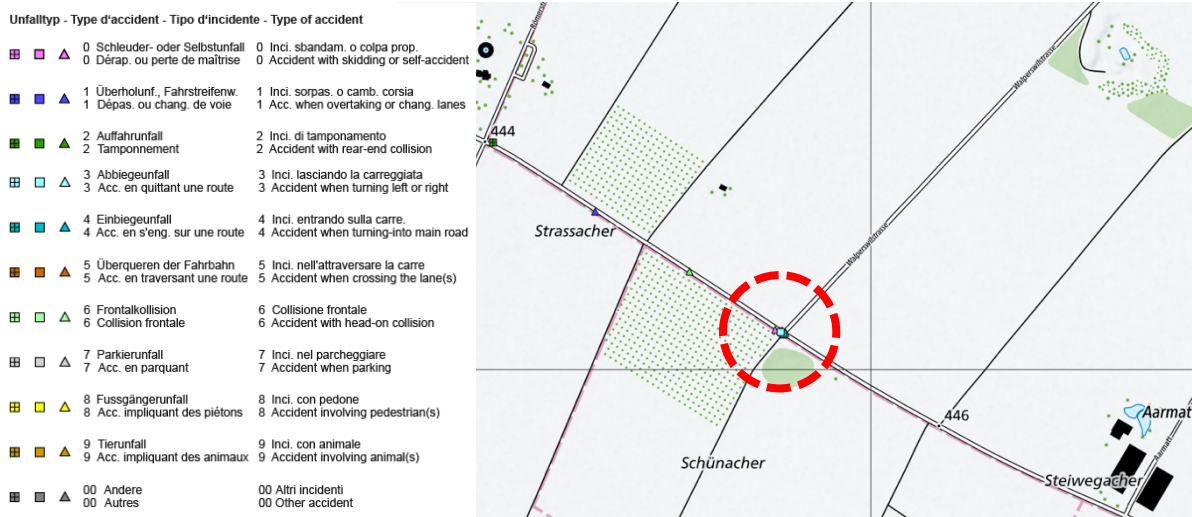 Unfalltyp - Type d'accident - Tipo d'incidente - Type of accident
0 Schleuder- oder Selbstunfall 0 Inci. sbandam. o colpa prop.
0 Dérap. ou perte de maîtrise 0 Accident with skidding or self-accident
1 Überholunf., Fahrstreifenw. 1 Inci. sorpas. o camb. corsia
1 Dépas. ou chang. de voie 1 Acc. when overtaking or chang. lanes
2 Auffahrunfall 2 Inci. di tamponamento
2 Tamponnement 2 Accident with rear-end collision
3 Abbiegeunfall 3 Inci. lasciando la carreggiata
3 Acc. en quittant une route 3 Accident when turning left or right
4 Einbiegeunfall 4 Inci. entrando sulla carre.
4 Acc. en s'eng. sur une route 4 Accident when turning-into main road
5 Überqueren der Fahrbahn 5 Inci. nell'attraversare la carre
5 Acc. en traversant une route 5 Accident when crossing the lane(s)
6 Frontalkollision 6 Collisione frontale
6 Collision frontale 6 Accident with head-on collision
7 Parkierunfall 7 Inci. nel parcheggiare
7 Acc. en parquant 7 Accident when parking
8 Fussgängerunfall 8 Inci. con pedone
8 Acc. impliquant des piétons 8 Accident involving pedestrian(s)
9 Tierunfall 9 Inci. con animale
9 Acc. impliquant des animaux 9 Accident involving animal(s)
00 Andere 00 Altri incidenti
00 Autres 00 Other accident
Walperswilstrasse
444
Strassacher
Walperswilstrasse
446
Aarmatt
Aarmatt
Schünacher
Steiwegacher